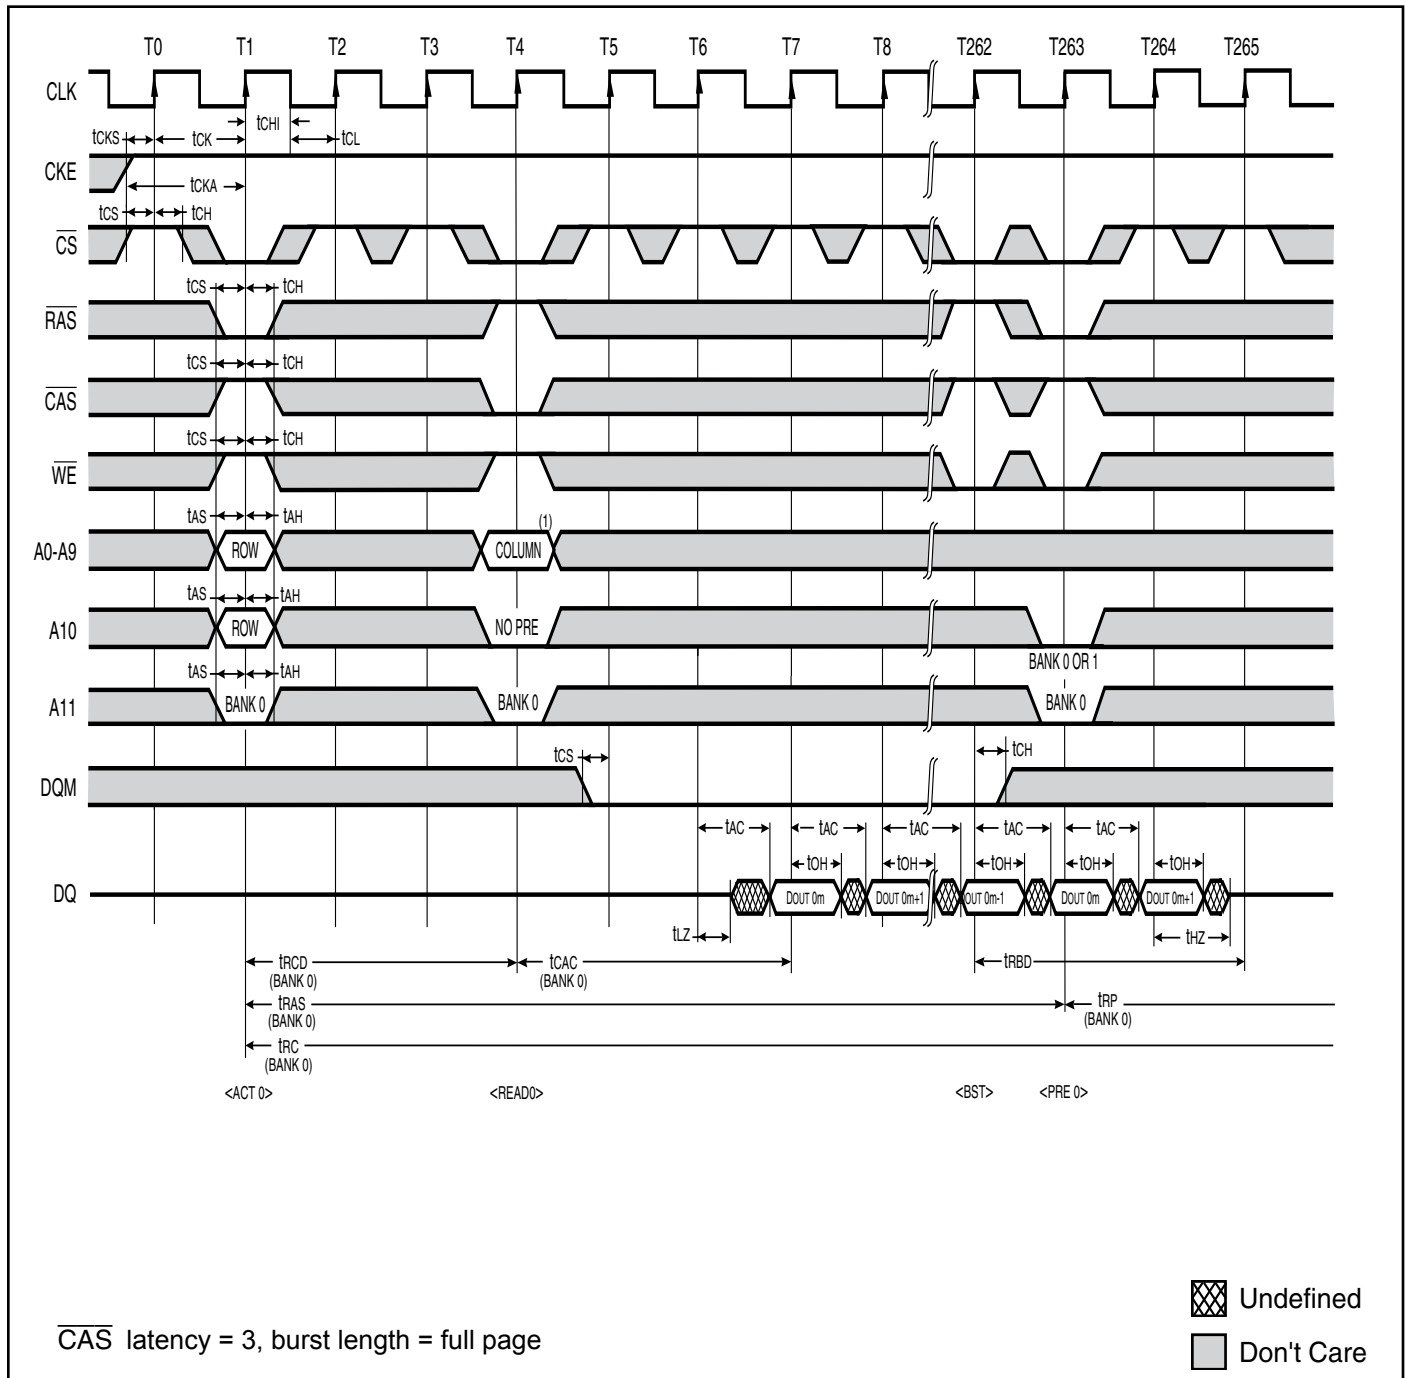 T0 T1 T2 T3 T4 T5 T6 T7 T8 T262 T263 T264 T265
CLK
tCHI
tCKS tCK tCL
CKE
tCKA
tCS tCH
CS
tCS tCH
RAS
tCS tCH
CAS
tCS tCH
WE
tAS tAH (1)
A0-A9 ROW COLUMN
tAS tAH
A10 ROW NO PRE
BANK 0 OR 1
tAS tAH
A11 BANK 0 BANK 0 BANK 0
tCS tCH
DQM
tAC tAC tAC tAC tAC
tOH tOH tOH tOH tOH
DQ DOUT 0m DOUT 0m+1 OUT 0m-1 DOUT 0m DOUT 0m+1
tLZ tHZ
tRCD tCAC tRBD
(BANK 0) (BANK 0)
tRAS tRP
(BANK 0) (BANK 0)
tRC
(BANK 0)
<ACT 0> <READ0> <BST> <PRE 0>
Undefined
CAS latency = 3, burst length = full page
Don't Care